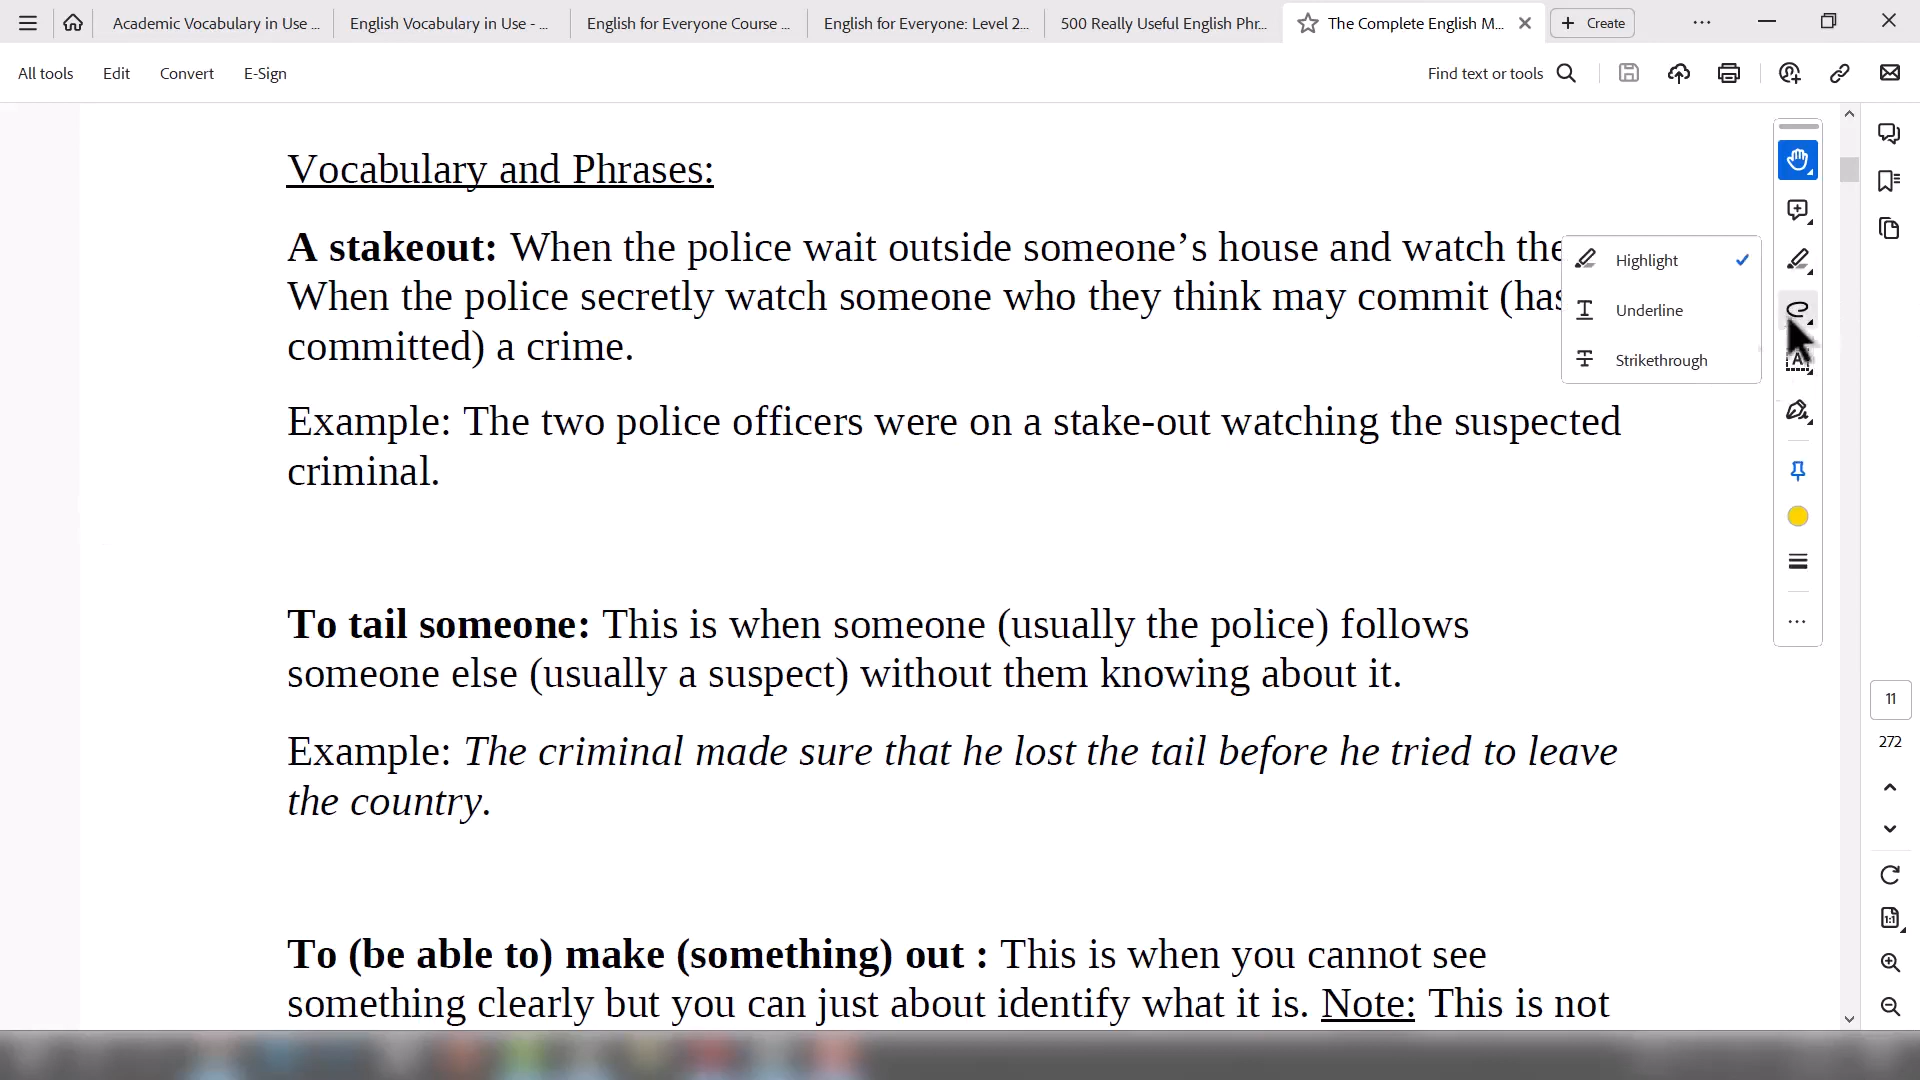 Academic Vocabulary in Use ...
English Vocabulary in Use - ...
English for Everyone Course ...
English for Everyone: Level 2...
500 Really Useful English Phr...
The Complete English M...
Create
All tools
Edit
Convert
E-Sign
Find text or tools
Vocabulary and Phrases:
A stakeout: When the police wait outside someone's house and watch the
When the police secretly watch someone who they think may commit (has
committed) a crime.
Highlight
Underline
Strikethrough
Example: The two police officers were on a stake-out watching the suspected
criminal.
To tail someone: This is when someone (usually the police) follows
someone else (usually a suspect) without them knowing about it.
Example: The criminal made sure that he lost the tail before he tried to leave
the country.
To (be able to) make (something) out : This is when you cannot see
something clearly but you can just about identify what it is. Note: This is not
11
272